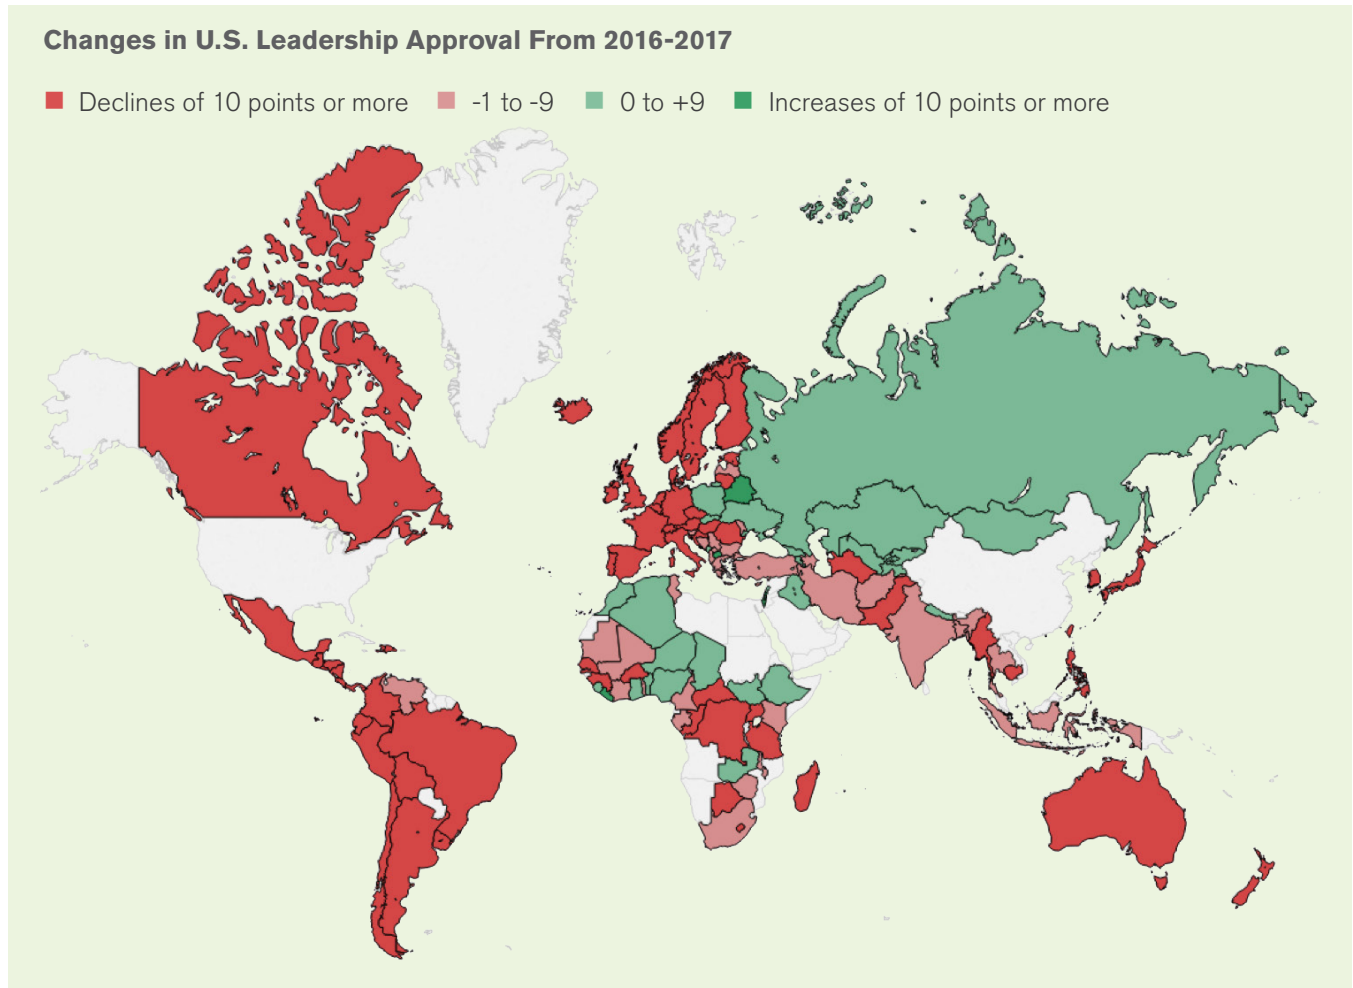 Changes in U.S. Leadership Approval From 2016-2017
Declines of 10 points or more -1 to -9 0 to +9 Increases of 10 points or more